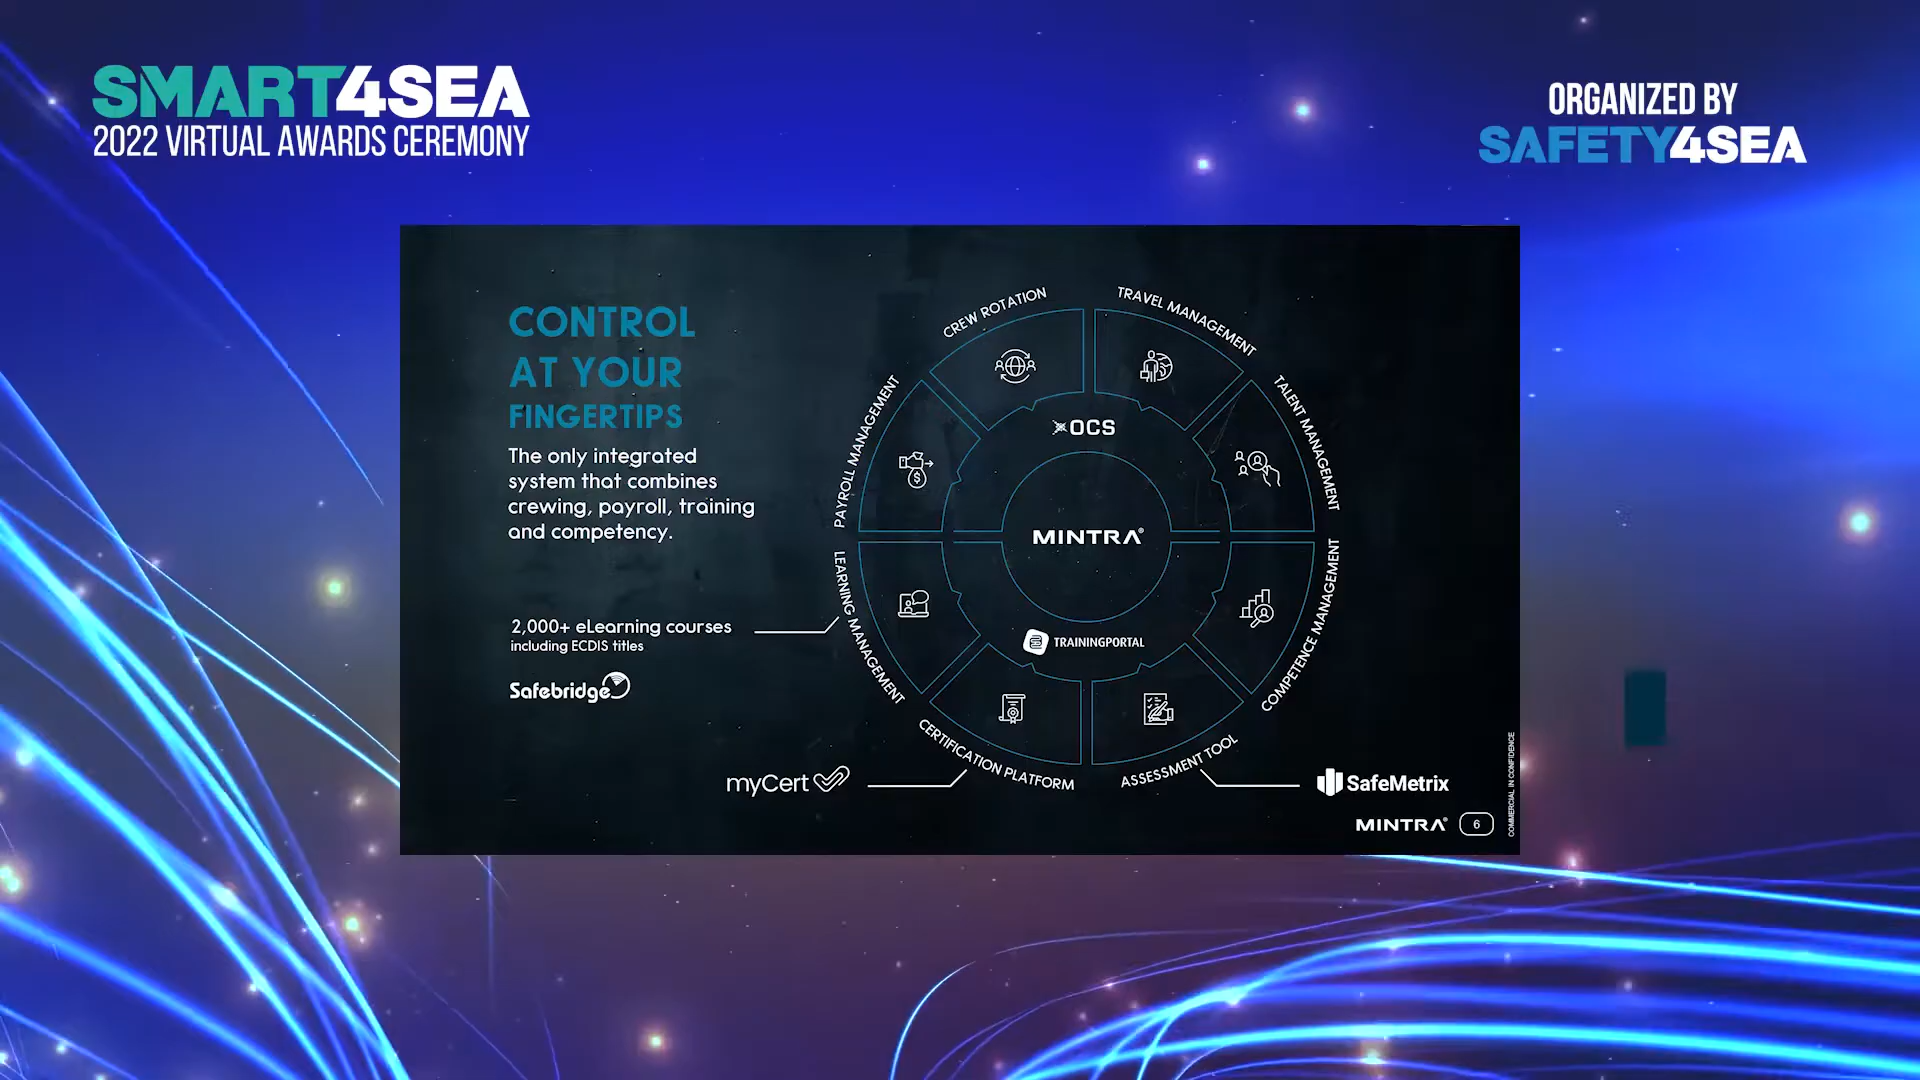 SMART4SEA
2022 VIRTUAL AWARDS CEREMONY
ORGANIZED BY
SAFETY4SEA
CONTROL
AT YOUR
FINGERTIPS
The only integrated
system that combines
crewing, payroll, training
and competency.
2,000+ eLearning courses
including ECDIS titles
Safebridge
CREW ROTATION
TRAVEL MANAGEMENT
PAYROLL MANAGEMENT
TALENT MANAGEMENT
OCS
MINTRA®
LEARNING MANAGEMENT
COMPETENCE MANAGEMENT
TRAININGPORTAL
CERTIFICATION PLATFORM
ASSESSMENT TOOL
myCert
SafeMetrix
MINTRA® 6
COMMERCIAL IN CONFIDENCE